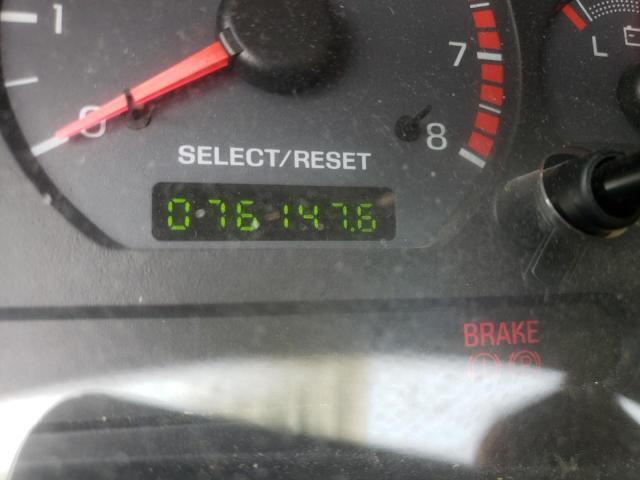 1
7
L
0
8
SELECT/RESET
076147.6
BRAKE
(!) (P)